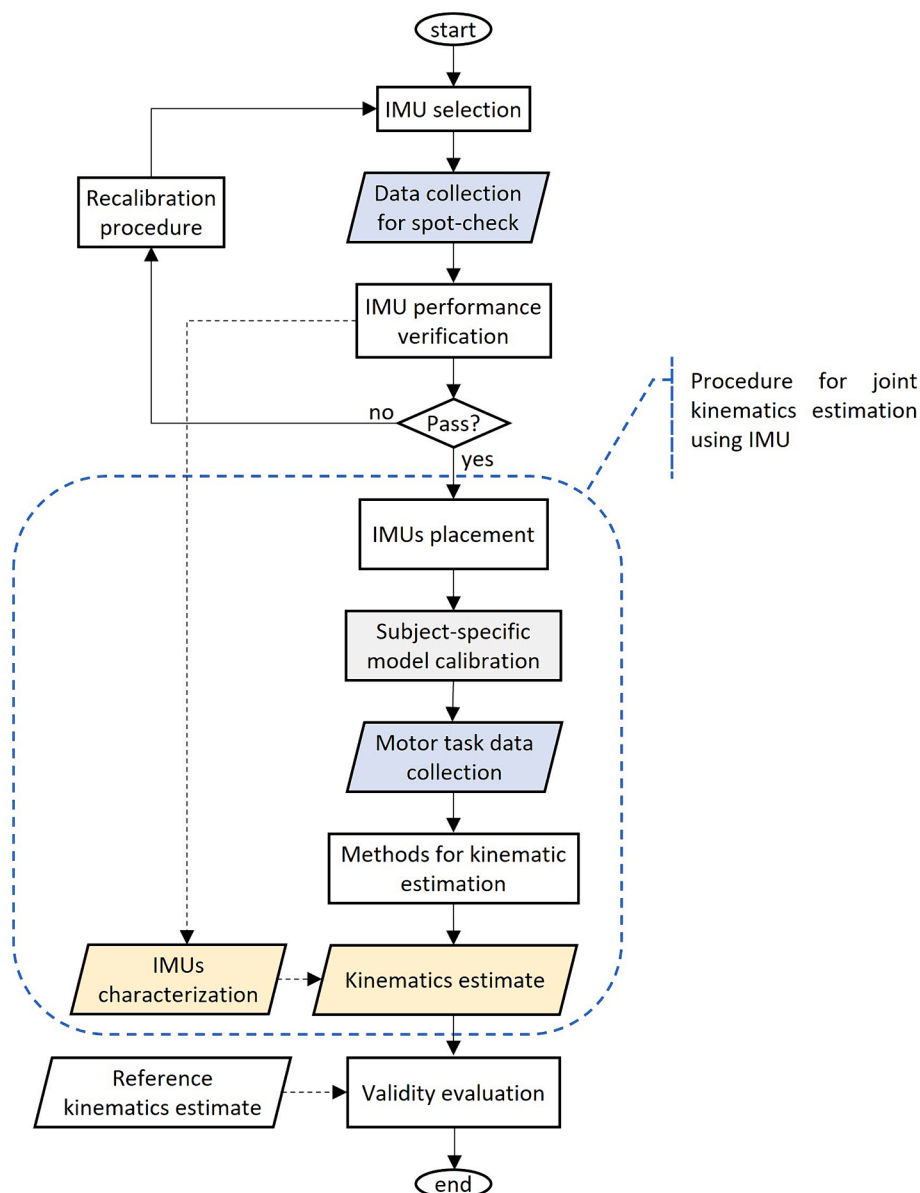 start
IMU selection
Data collection
for spot-check
Recalibration
procedure
IMU performance
verification
no
Pass?
yes
Procedure for joint
kinematics estimation
using IMU
IMUs placement
Subject-specific
model calibration
Motor task data
collection
Methods for kinematic
estimation
IMUs
characterization
Kinematics estimate
Reference
kinematics estimate
Validity evaluation
end